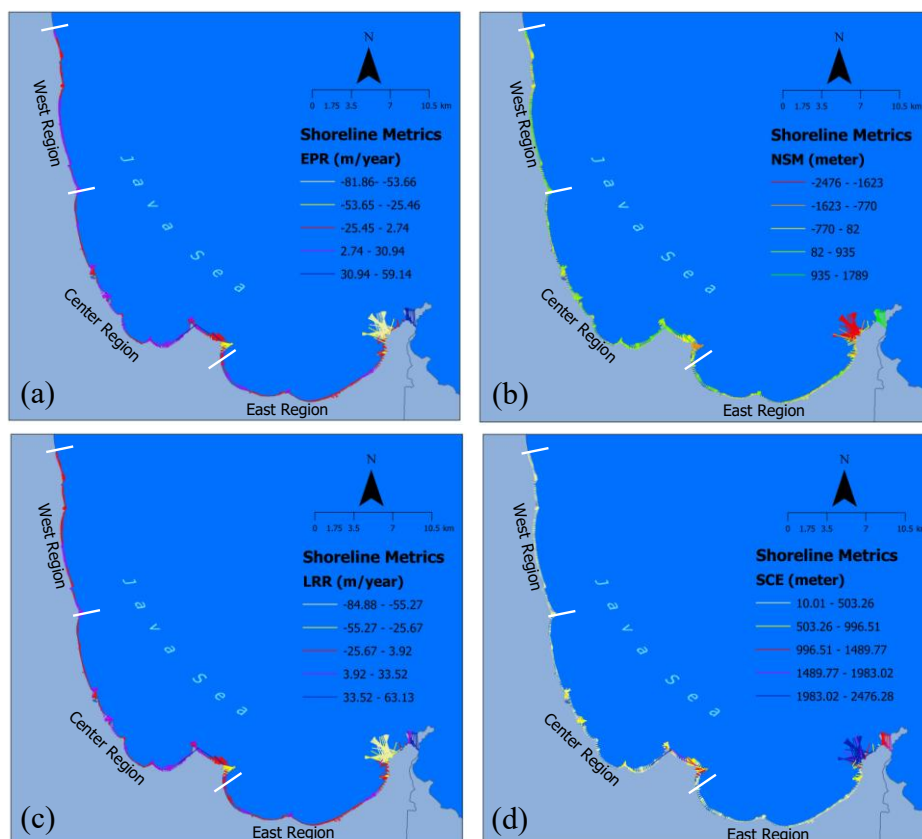 N
0 1.75 3.5 7 10.5 km
West Region
Shoreline Metrics
EPR (m/year)
-81.86- -53.66
-53.65 - -25.46
-25.45 - 2.74
2.74 - 30.94
30.94 - 59.14
Java Sea
Center Region
East Region
(a)
N
0 1.75 3.5 7 10.5 km
West Region
Shoreline Metrics
NSM (meter)
-2476 - -1623
-1623 - -770
-770 - 82
82 - 935
935 - 1789
Java Sea
Center Region
East Region
(b)
N
0 1.75 3.5 7 10.5 km
West Region
Shoreline Metrics
LRR (m/year)
-84.88 - -55.27
-55.27 - -25.67
-25.67 - 3.92
3.92 - 33.52
33.52 - 63.13
Java Sea
Center Region
East Region
(c)
N
0 1.75 3.5 7 10.5 km
West Region
Shoreline Metrics
SCE (meter)
10.01 - 503.26
503.26 - 996.51
996.51 - 1489.77
1489.77 - 1983.02
1983.02 - 2476.28
Java Sea
Center Region
East Region
(d)